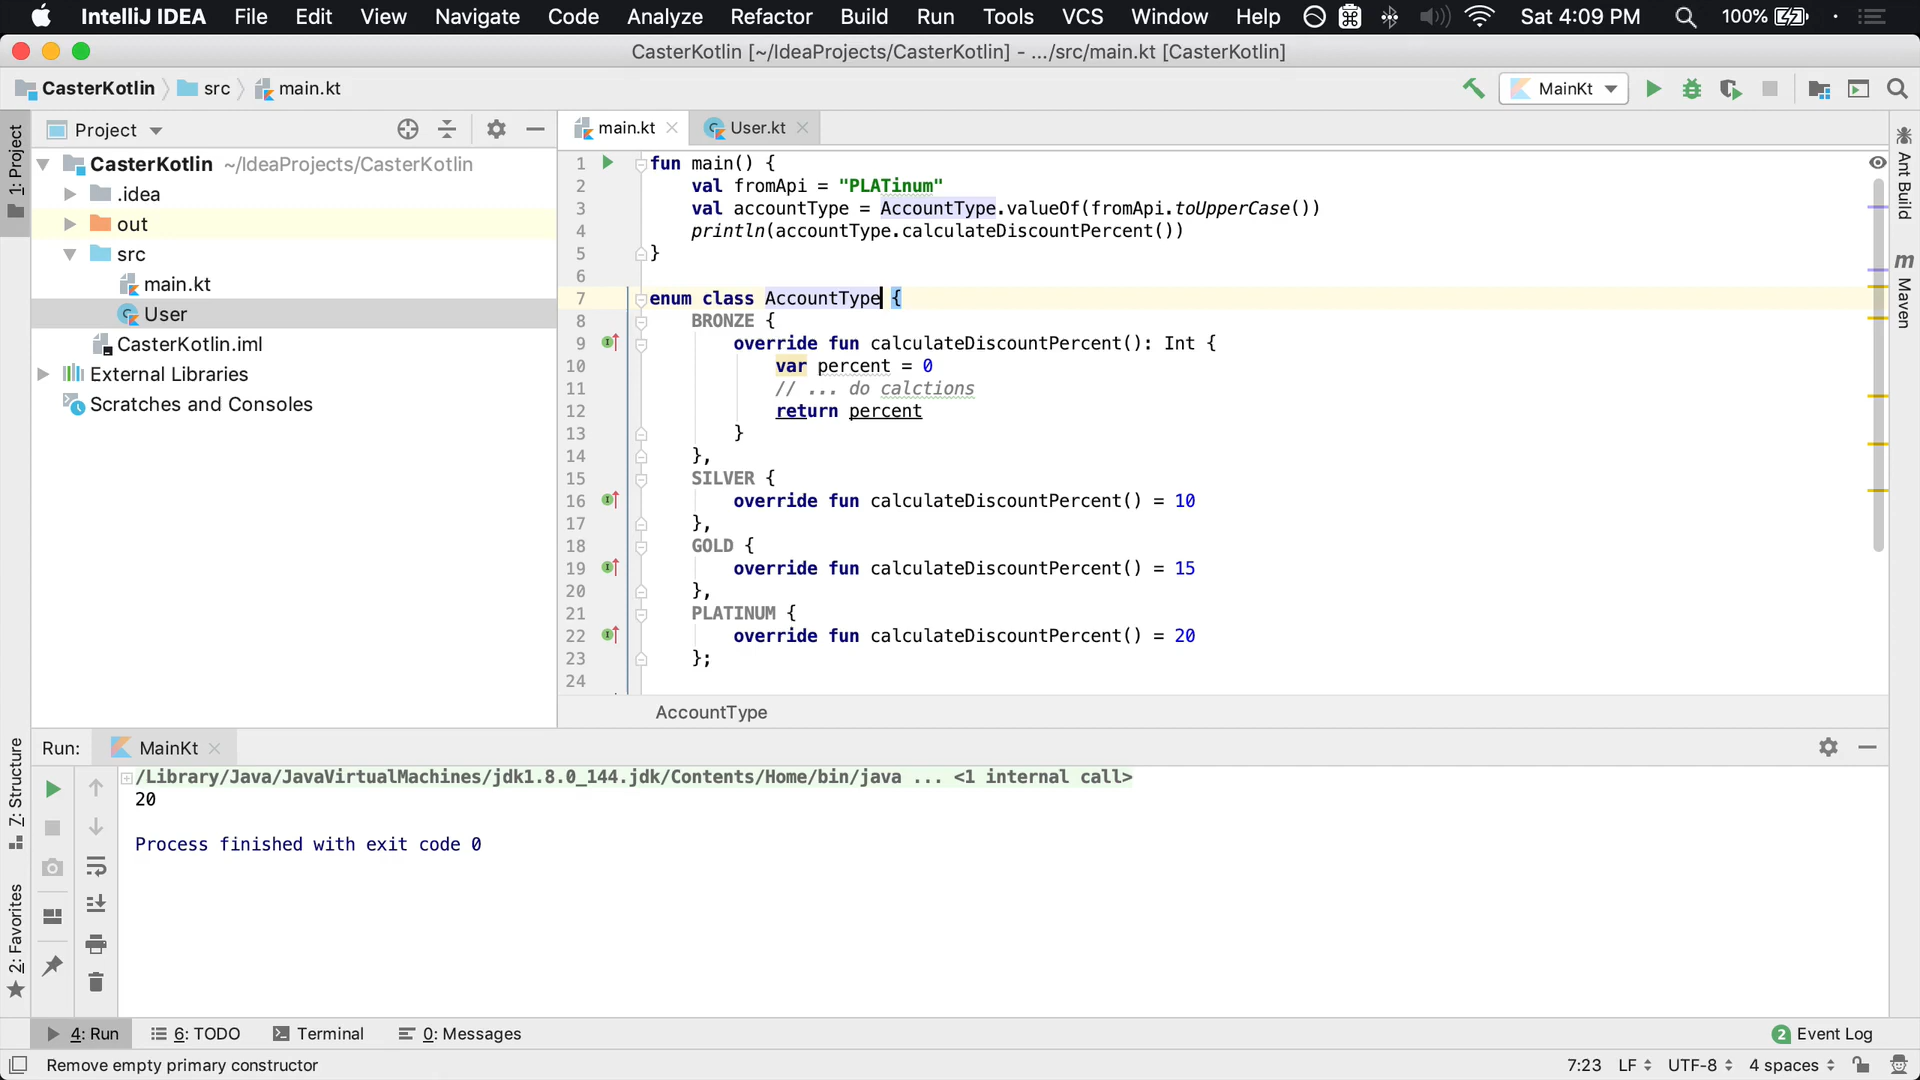 IntelliJ IDEA File Edit View Navigate Code Analyze Refactor Build Run Tools VCS Window Help Sat 4:09 PM 100%
CasterKotlin [~/IdeaProjects/CasterKotlin] - .../src/main.kt [CasterKotlin]
CasterKotlin src main.kt MainKt
Project
main.kt User.kt
1: Project
CasterKotlin ~/IdeaProjects/CasterKotlin
.idea
out
src
main.kt
User
CasterKotlin.iml
External Libraries
Scratches and Consoles
1 fun main() {
2 val fromApi = "PLATinum"
3 val accountType = AccountType.valueOf(fromApi.toUpperCase())
4 println(accountType.calculateDiscountPercent())
5 }
6
7 enum class AccountType {
8 BRONZE {
9 override fun calculateDiscountPercent(): Int {
10 var percent = 0
11 // ... do calctions
12 return percent
13 }
14 },
15 SILVER {
16 override fun calculateDiscountPercent() = 10
17 },
18 GOLD {
19 override fun calculateDiscountPercent() = 15
20 },
21 PLATINUM {
22 override fun calculateDiscountPercent() = 20
23 };
24
AccountType
Ant Build
m
Maven
Run: MainKt
/Library/Java/JavaVirtualMachines/jdk1.8.0_144.jdk/Contents/Home/bin/java ... <1 internal call>
20
Process finished with exit code 0
Z: Structure
2: Favorites
4: Run 6: TODO Terminal 0: Messages 2 Event Log
Remove empty primary constructor 7:23 LF UTF-8 4 spaces